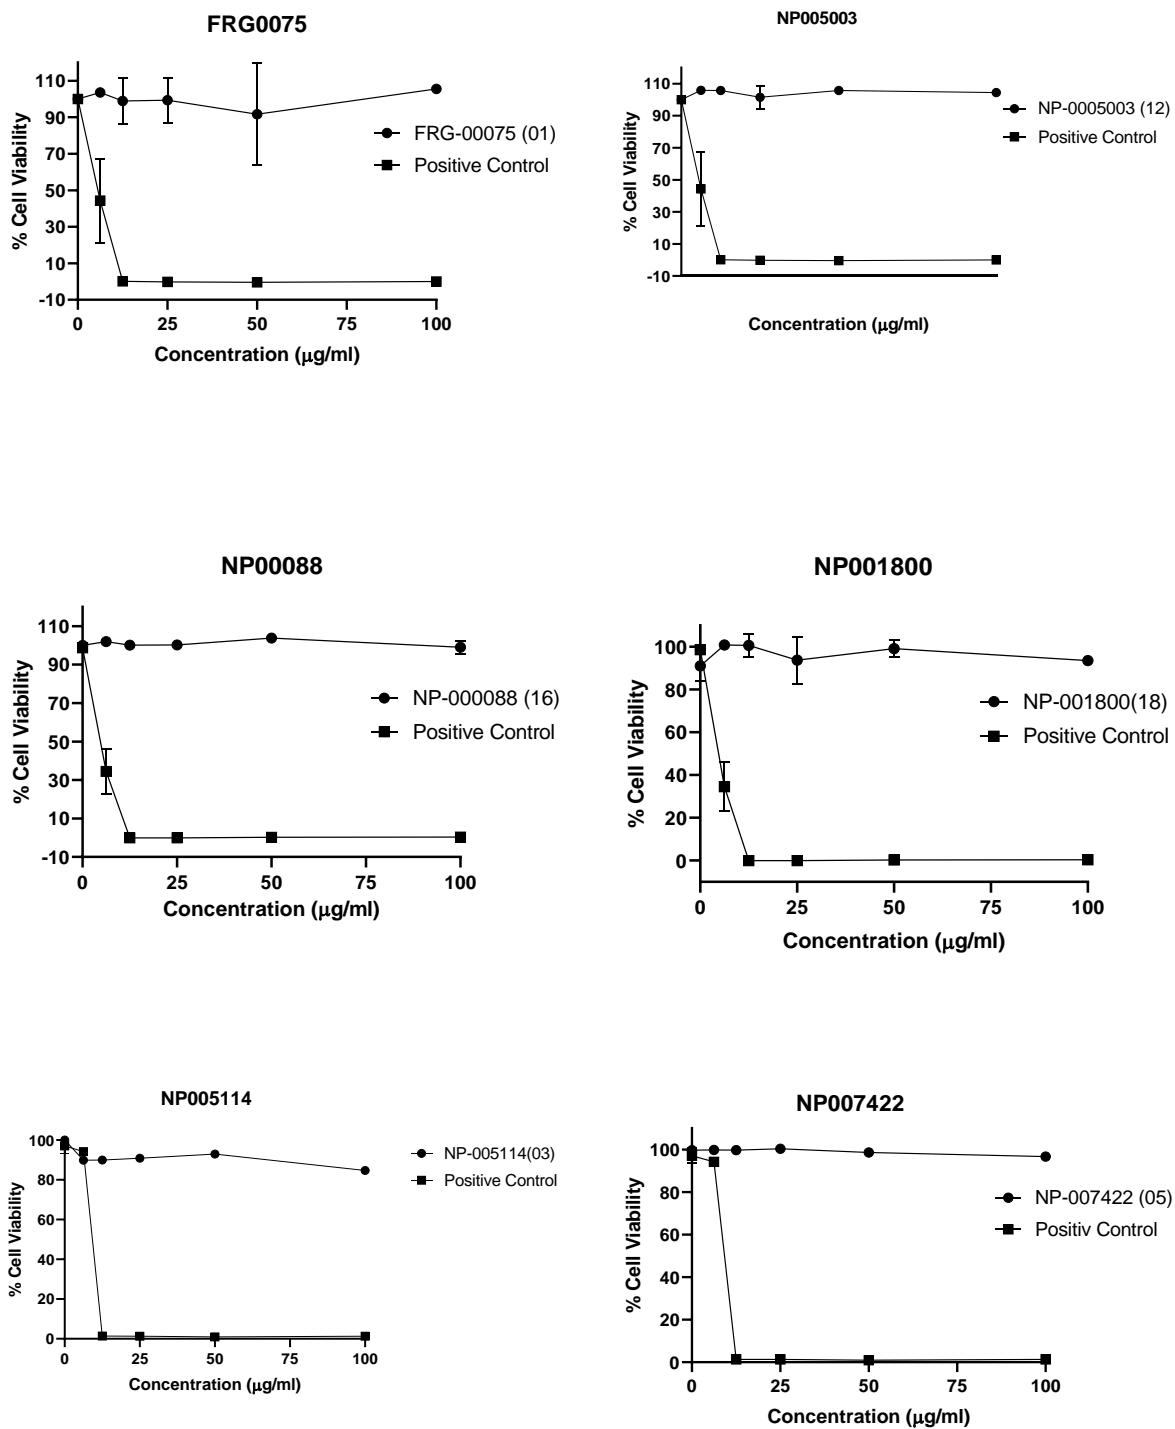 FRG0075
110
90
70
50
30
10
-10
% Cell Viability
0 25 50 75 100
Concentration (μg/ml)
FRG-00075 (01)
Positive Control
NP005003
110
90
70
50
30
10
-10
% Cell Viability
Concentration (μg/ml)
NP-0005003 (12)
Positive Control
NP00088
110
90
70
50
30
10
-10
% Cell Viability
0 25 50 75 100
Concentration (μg/ml)
NP-000088 (16)
Positive Control
NP001800
100
80
60
40
20
0
% Cell Viability
0 25 50 75 100
Concentration (μg/ml)
NP-001800(18)
Positive Control
NP005114
100
80
60
40
20
0
% Cell Viability
0 25 50 75 100
Concentration (μg/ml)
NP-005114(03)
Positive Control
NP007422
100
80
60
40
20
0
% Cell Viability
0 25 50 75 100
Concentration (μg/ml)
NP-007422 (05)
Positiv Control